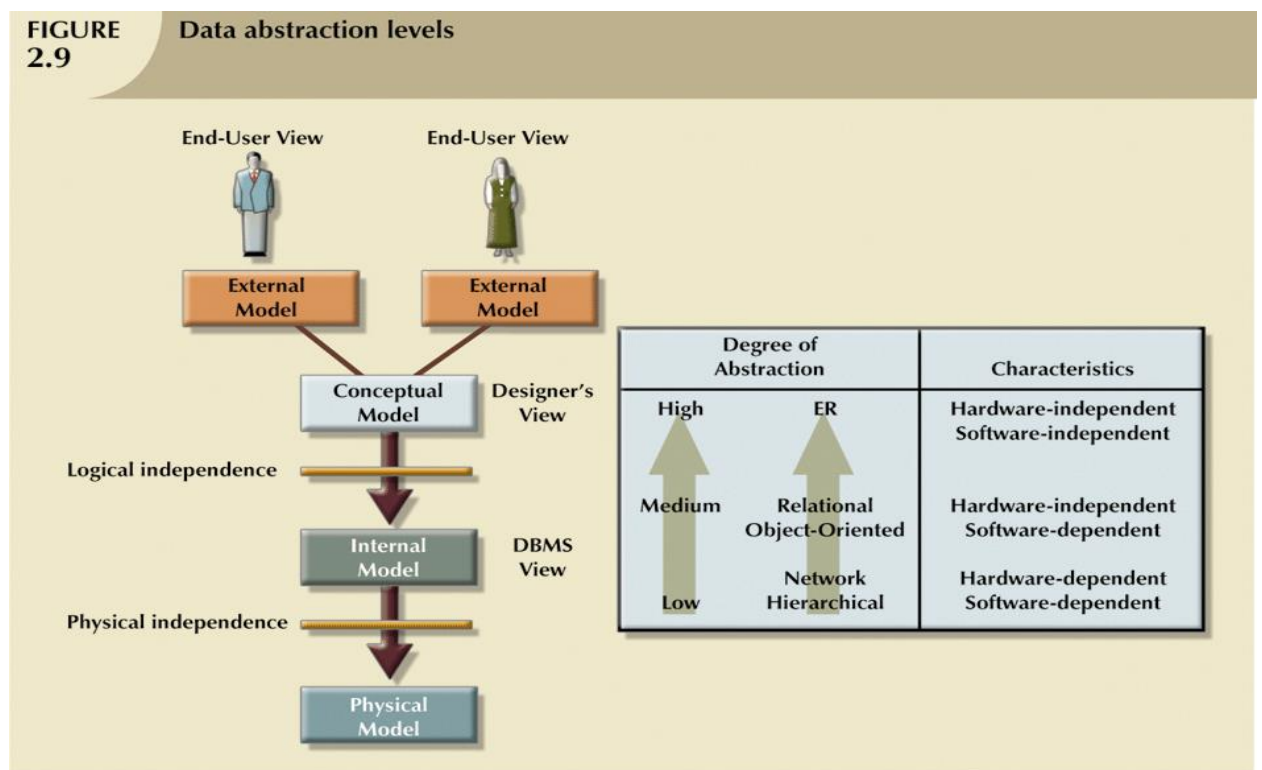 FIGURE
2.9
Data abstraction levels
End-User View
End-User View
External
Model
External
Model
Conceptual
Model
Designer's
View
Logical independence
Internal
Model
DBMS
View
Physical independence
Physical
Model
Degree of
Abstraction
Characteristics
High
ER
Hardware-independent
Software-independent
Medium
Relational
Object-Oriented
Hardware-independent
Software-dependent
Low
Network
Hierarchical
Hardware-dependent
Software-dependent